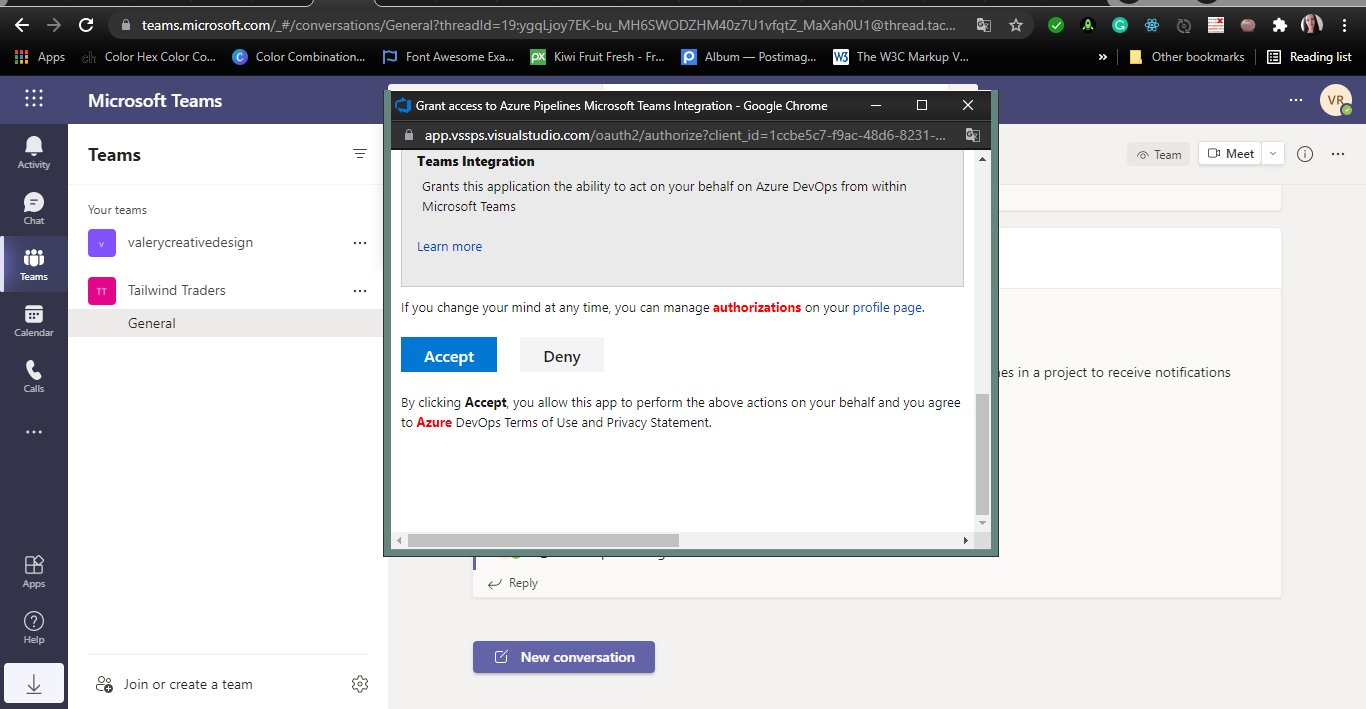 teams.microsoft.com/_#/conversations/General?threadId=19:ygqLjoy7EK-bu_MH6SWODZHM40z7U1vfqtZ_MaXah0U1@thread.tac...
Apps
Color Hex Color Co...
Color Combination...
Font Awesome Exa...
Kiwi Fruit Fresh - Fr...
Album — Postimag...
The W3C Markup V...
Other bookmarks
Reading list
Microsoft Teams
VR
Activity
Chat
Teams
Calendar
Calls
Apps
Help
Teams
Your teams
v valerycreativedesign
TT Tailwind Traders
General
Join or create a team
Team
Meet
Grant access to Azure Pipelines Microsoft Teams Integration - Google Chrome
app.vssps.visualstudio.com/oauth2/authorize?client_id=1ccbe5c7-f9ac-48d6-8231-...
Teams Integration
Grants this application the ability to act on your behalf on Azure DevOps from within
Microsoft Teams
Learn more
If you change your mind at any time, you can manage authorizations on your profile page.
Accept
Deny
By clicking Accept, you allow this app to perform the above actions on your behalf and you agree
to Azure DevOps Terms of Use and Privacy Statement.
in a project to receive notifications
Reply
New conversation